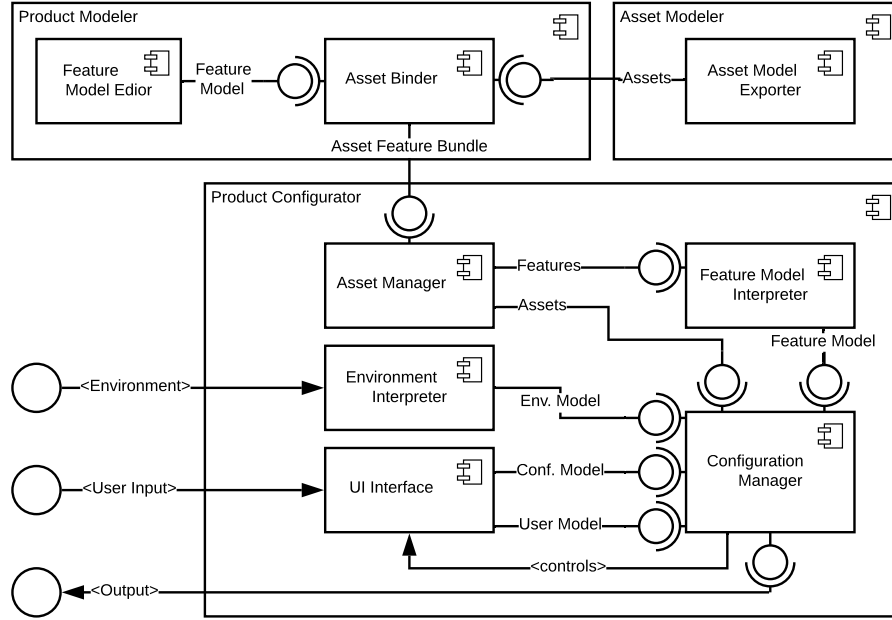 Product Modeler
Asset Modeler
Feature
Model Edior
Feature
Model
Asset Binder
Assets
Asset Model
Exporter
Asset Feature Bundle
Product Configurator
Asset Manager
Features
Feature Model
Interpreter
Assets
Feature Model
<Environment>
Environment
Interpreter
Env. Model
<User Input>
UI Interface
Conf. Model
Configuration
Manager
User Model
<controls>
<Output>